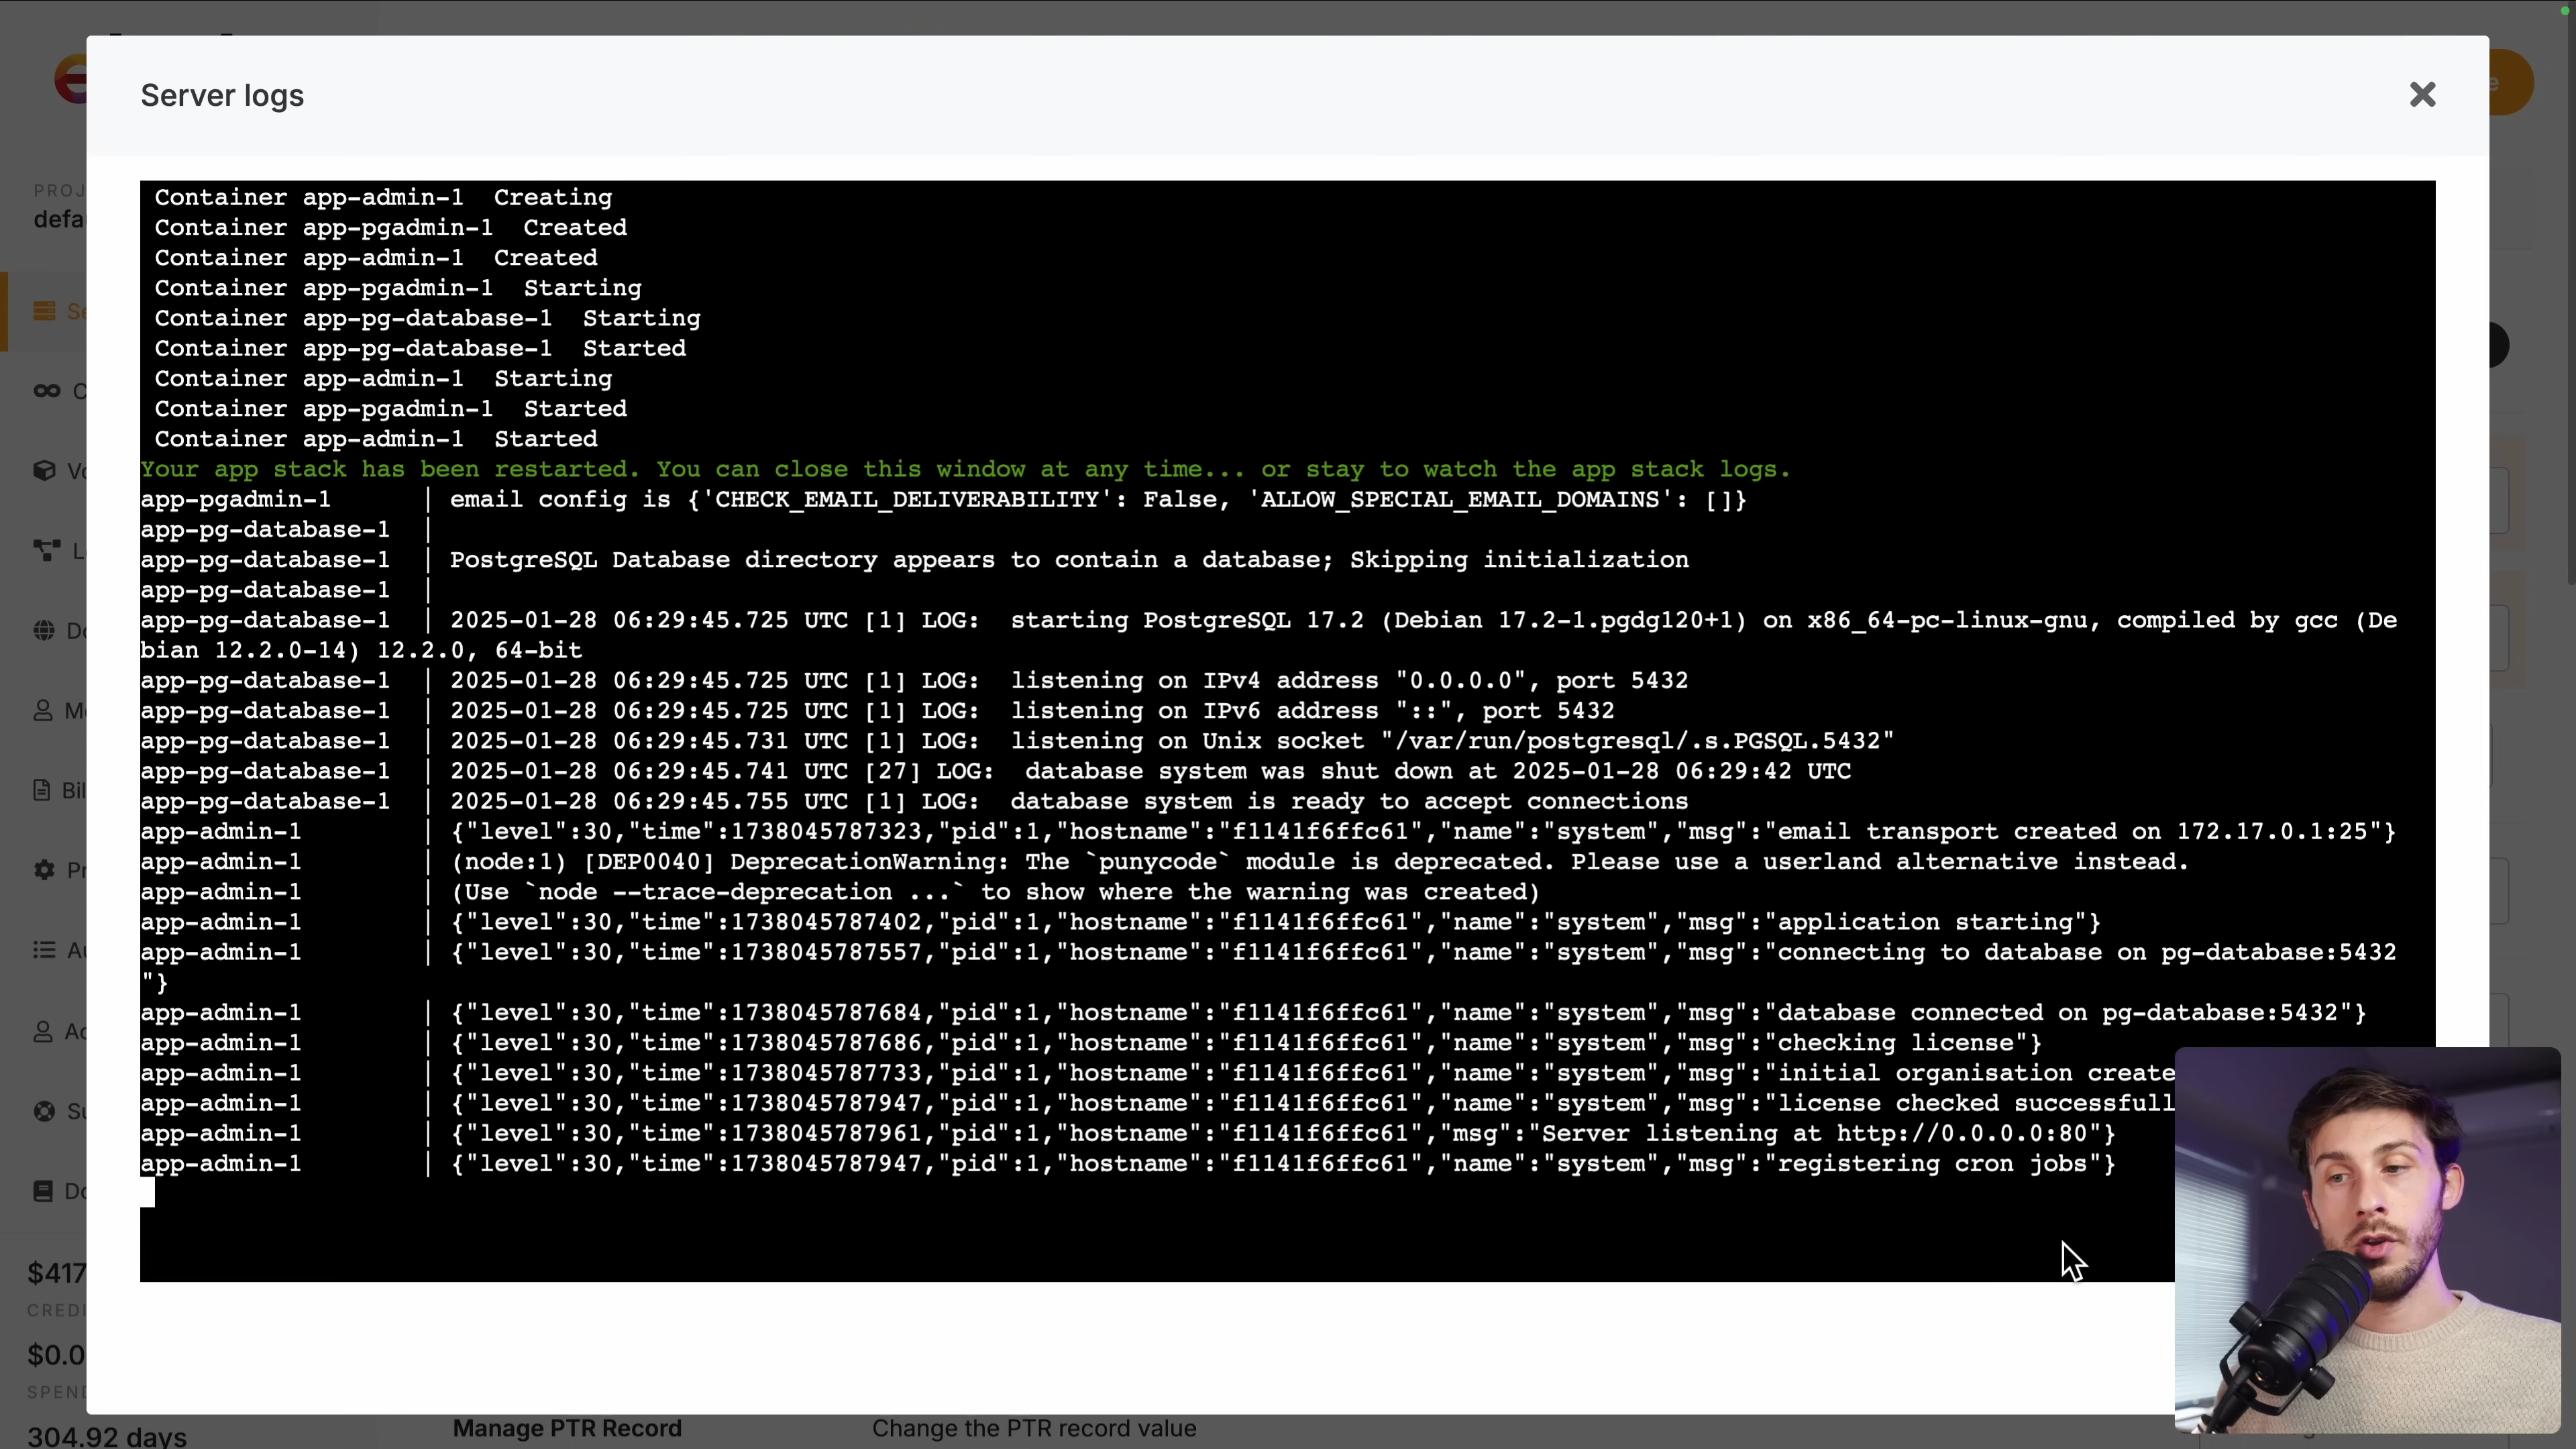 Server logs
PROJ
defa
Container app-admin-1  Creating
Container app-pgadmin-1  Created
Container app-admin-1  Created
Container app-pgadmin-1  Starting
Container app-pg-database-1  Starting
Container app-pg-database-1  Started
Container app-admin-1  Starting
Container app-pgadmin-1  Started
Container app-admin-1  Started
Your app stack has been restarted. You can close this window at any time... or stay to watch the app stack logs.
app-pgadmin-1 | email config is {'CHECK_EMAIL_DELIVERABILITY': False, 'ALLOW_SPECIAL_EMAIL_DOMAINS': []}
app-pg-database-1 |
app-pg-database-1 | PostgreSQL Database directory appears to contain a database; Skipping initialization
app-pg-database-1 |
app-pg-database-1 | 2025-01-28 06:29:45.725 UTC [1] LOG:  starting PostgreSQL 17.2 (Debian 17.2-1.pgdg120+1) on x86_64-pc-linux-gnu, compiled by gcc (De
bian 12.2.0-14) 12.2.0, 64-bit
app-pg-database-1 | 2025-01-28 06:29:45.725 UTC [1] LOG:  listening on IPv4 address "0.0.0.0", port 5432
app-pg-database-1 | 2025-01-28 06:29:45.725 UTC [1] LOG:  listening on IPv6 address "::", port 5432
app-pg-database-1 | 2025-01-28 06:29:45.731 UTC [1] LOG:  listening on Unix socket "/var/run/postgresql/.s.PGSQL.5432"
app-pg-database-1 | 2025-01-28 06:29:45.741 UTC [27] LOG:  database system was shut down at 2025-01-28 06:29:42 UTC
app-pg-database-1 | 2025-01-28 06:29:45.755 UTC [1] LOG:  database system is ready to accept connections
app-admin-1 | {"level":30,"time":1738045787323,"pid":1,"hostname":"f1141f6ffc61","name":"system","msg":"email transport created on 172.17.0.1:25"}
app-admin-1 | (node:1) [DEP0040] DeprecationWarning: The `punycode` module is deprecated. Please use a userland alternative instead.
app-admin-1 | (Use `node --trace-deprecation ...` to show where the warning was created)
app-admin-1 | {"level":30,"time":1738045787402,"pid":1,"hostname":"f1141f6ffc61","name":"system","msg":"application starting"}
app-admin-1 | {"level":30,"time":1738045787557,"pid":1,"hostname":"f1141f6ffc61","name":"system","msg":"connecting to database on pg-database:5432
"}
app-admin-1 | {"level":30,"time":1738045787684,"pid":1,"hostname":"f1141f6ffc61","name":"system","msg":"database connected on pg-database:5432"}
app-admin-1 | {"level":30,"time":1738045787686,"pid":1,"hostname":"f1141f6ffc61","name":"system","msg":"checking license"}
app-admin-1 | {"level":30,"time":1738045787733,"pid":1,"hostname":"f1141f6ffc61","name":"system","msg":"initial organisation create
app-admin-1 | {"level":30,"time":1738045787947,"pid":1,"hostname":"f1141f6ffc61","name":"system","msg":"license checked successfull
app-admin-1 | {"level":30,"time":1738045787961,"pid":1,"hostname":"f1141f6ffc61","msg":"Server listening at http://0.0.0.0:80"}
app-admin-1 | {"level":30,"time":1738045787947,"pid":1,"hostname":"f1141f6ffc61","name":"system","msg":"registering cron jobs"}
Se
C
Vo
L
Do
M
Bil
Pr
Au
Ac
Su
Do
$417
CREDI
$0.0
SPEND
304.92 days
Manage PTR Record
Change the PTR record value